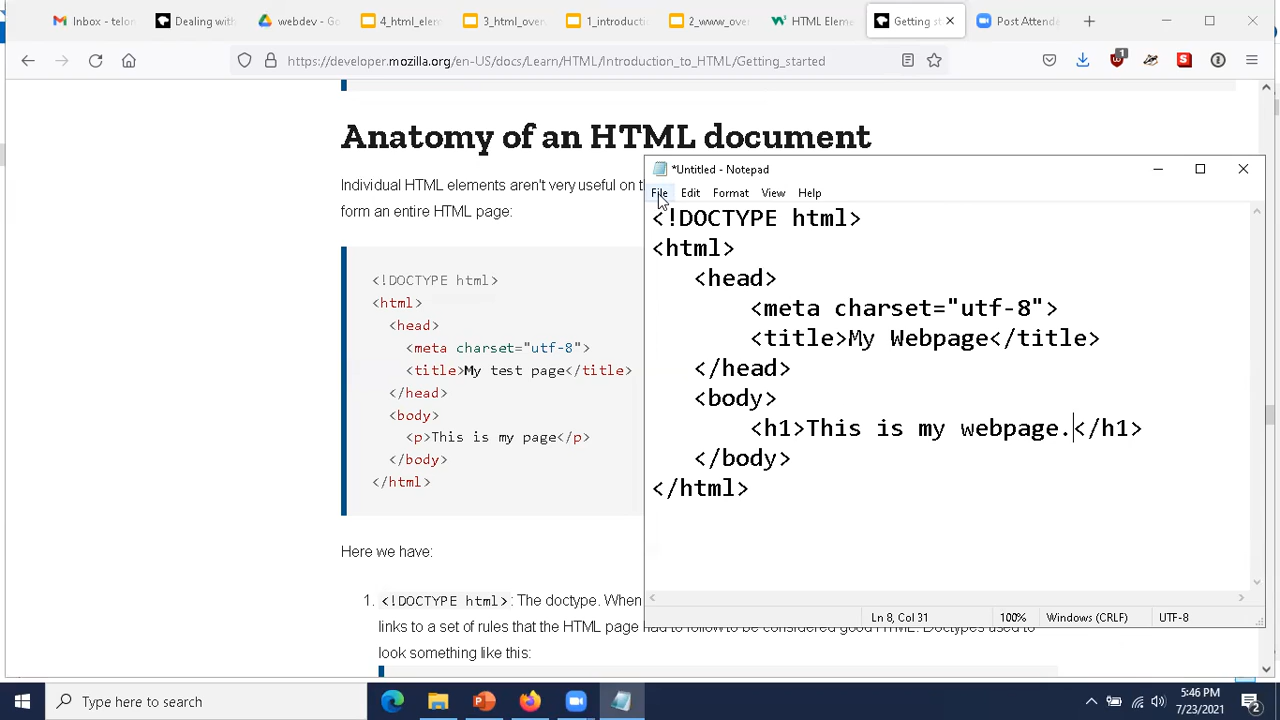 Inbox - telon
Dealing with
webdev - Go
4_html_elem
3_html_over
1_introducti
2_www_over
HTML Eleme
Getting st
Post Attende
https://developer.mozilla.org/en-US/docs/Learn/HTML/Introduction_to_HTML/Getting_started
1
Anatomy of an HTML document
Individual HTML elements aren't very useful on t
form an entire HTML page:
<!DOCTYPE html>
<html>
<head>
<meta charset="utf-8">
<title>My test page</title>
</head>
<body>
<p>This is my page</p>
</body>
</html>
Here we have:
1. <!DOCTYPE html>: The doctype. When
links to a set of rules that the HTML page had to follow to be considered good HTML. Doctypes used to
look something like this:
*Untitled - Notepad
File Edit Format View Help
<!DOCTYPE html>
<html>
<head>
<meta charset="utf-8">
<title>My Webpage</title>
</head>
<body>
<h1>This is my webpage.</h1>
</body>
</html>
Ln 8, Col 31 100% Windows (CRLF) UTF-8
Type here to search
5:46 PM
7/23/2021
2